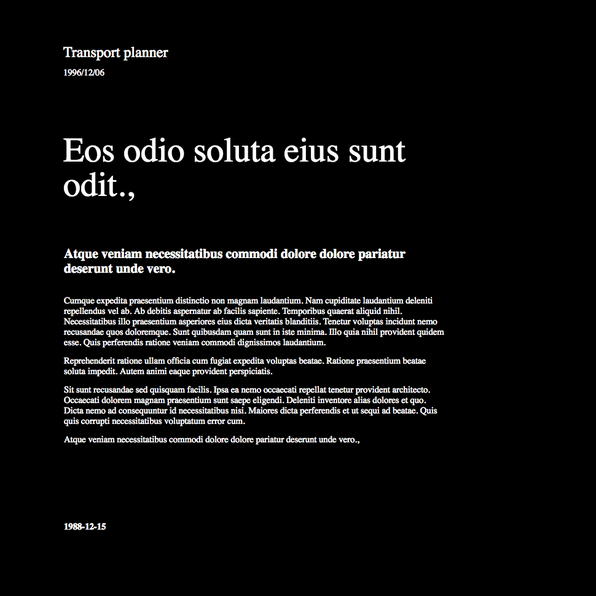 Transport planner
1996/12/06
Eos odio soluta eius sunt
odit.,
Atque veniam necessitatibus commodi dolore dolore pariatur
deserunt unde vero.
Cumque expedita praesentium distinctio non magnam laudantium. Nam cupiditate laudantium deleniti
repellendus vel ab. Ab debitis aspernatur ab facilis sapiente. Temporibus quaerat aliquid nihil.
Necessitatibus illo praesentium asperiores eius dicta veritatis blanditiis. Tenetur voluptas incidunt nemo
recusandae quos doloremque. Sunt quibusdam quam sunt in iste minima. Illo quia nihil provident quidem
esse. Quis perferendis ratione veniam commodi dignissimos laudantium.
Reprehenderit ratione ullam officia cum fugiat expedita voluptas beatae. Ratione praesentium beatae
soluta impedit. Autem animi eaque provident perspiciatis.
Sit sunt recusandae sed quisquam facilis. Ipsa ea nemo occaecati repellat tenetur provident architecto.
Occaecati dolorem magnam praesentium sunt saepe eligendi. Deleniti inventore alias dolores et quo.
Dicta nemo ad consequuntur id necessitatibus nisi. Maiores dicta perferendis et ut sequi ad beatae. Quis
quis corrupti necessitatibus voluptatum error cum.
Atque veniam necessitatibus commodi dolore dolore pariatur deserunt unde vero.,
1988-12-15